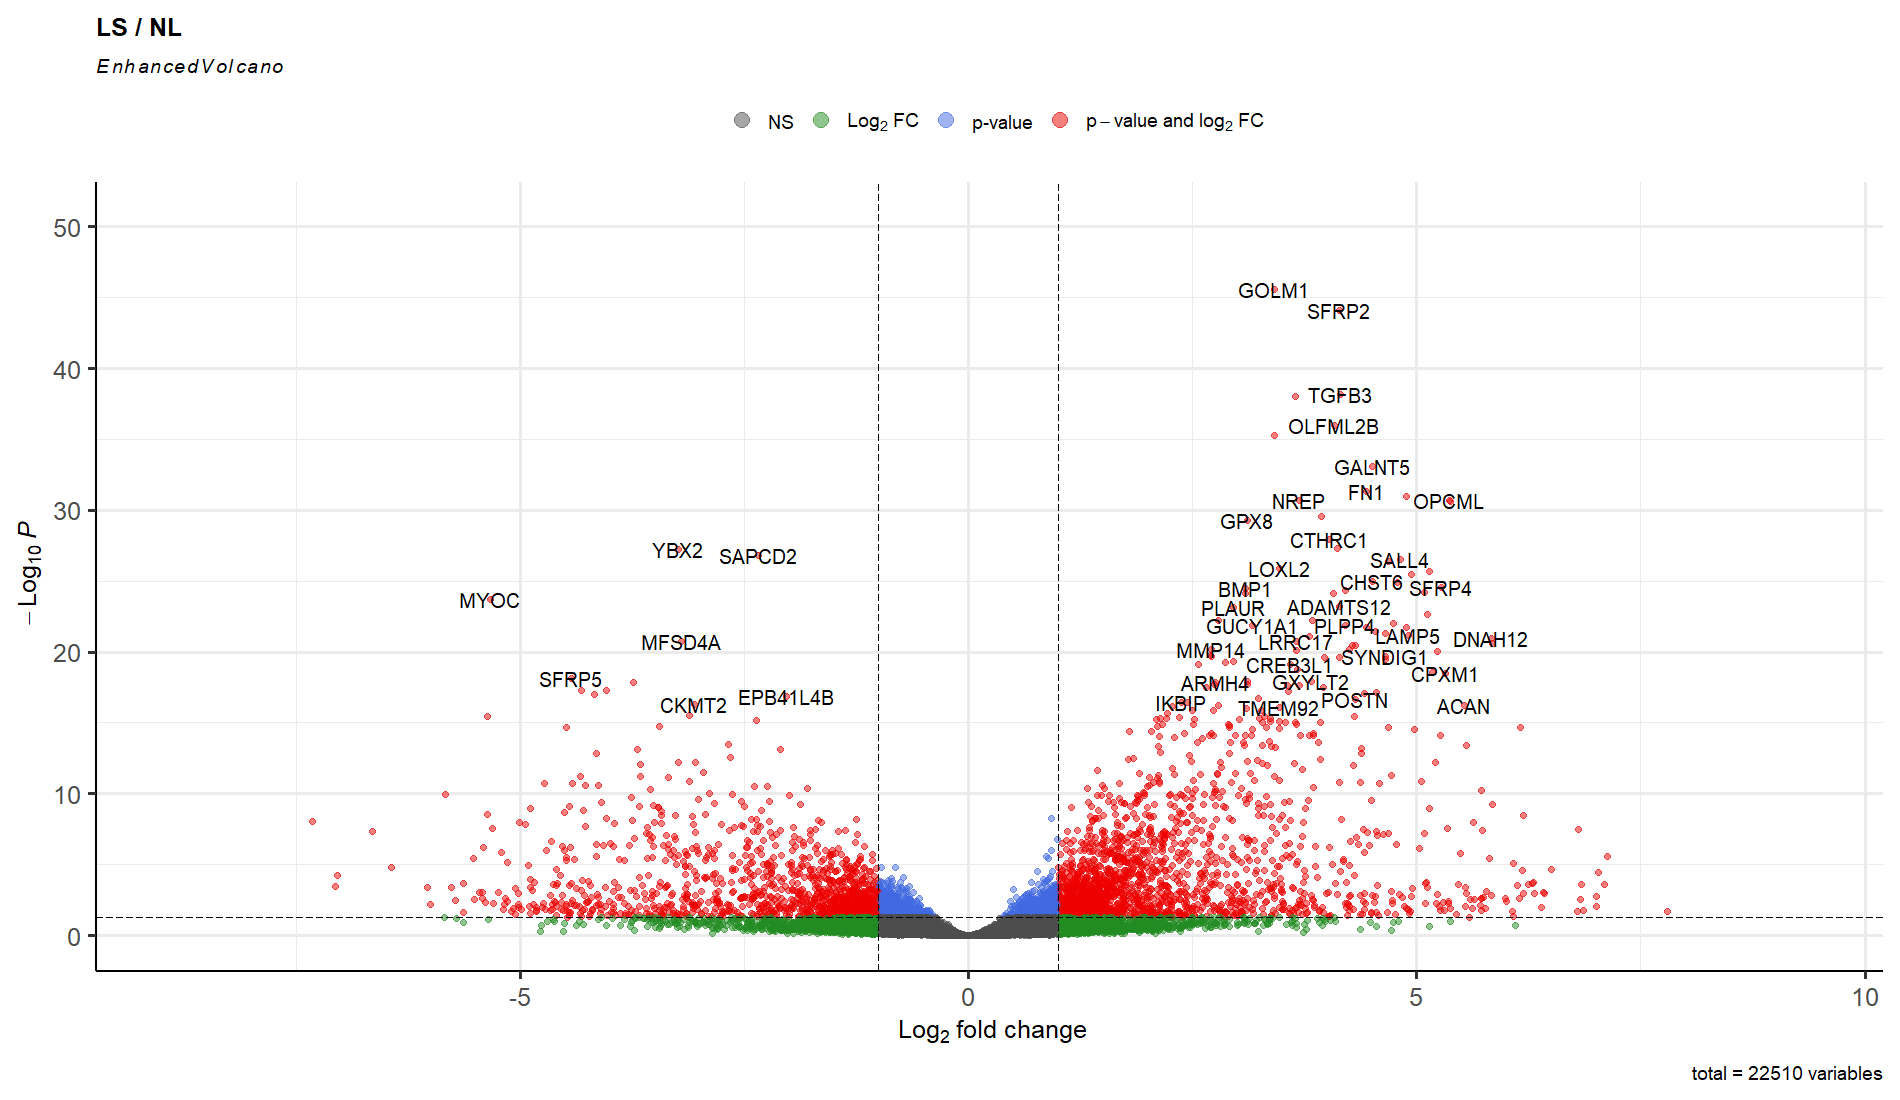 LS / NL
EnhancedVolcano
NS Log2 FC p-value p − value and log2 FC
50
40
30
20
10
0
−Log10 P
GOLM1
SFRP2
TGFB3
OLFML2B
GALNT5
FN1
NREP
OPCML
GPX8
CTHRC1
YBX2
SAPCD2
SALL4
LOXL2
CHST6
BMP1
SFRP4
MYOC
PLAUR
ADAMTS12
GUCY1A1
PLPP4
LAMP5
DNAH12
MFSD4A
LRRC17
MMP14
SYNDIG1
CREB3L1
CPXM1
SFRP5
ARMH4
GXYLT2
EPB41L4B
POSTN
IKBIP
CKMT2
ACAN
TMEM92
-5
0
5
10
Log2 fold change
total = 22510 variables